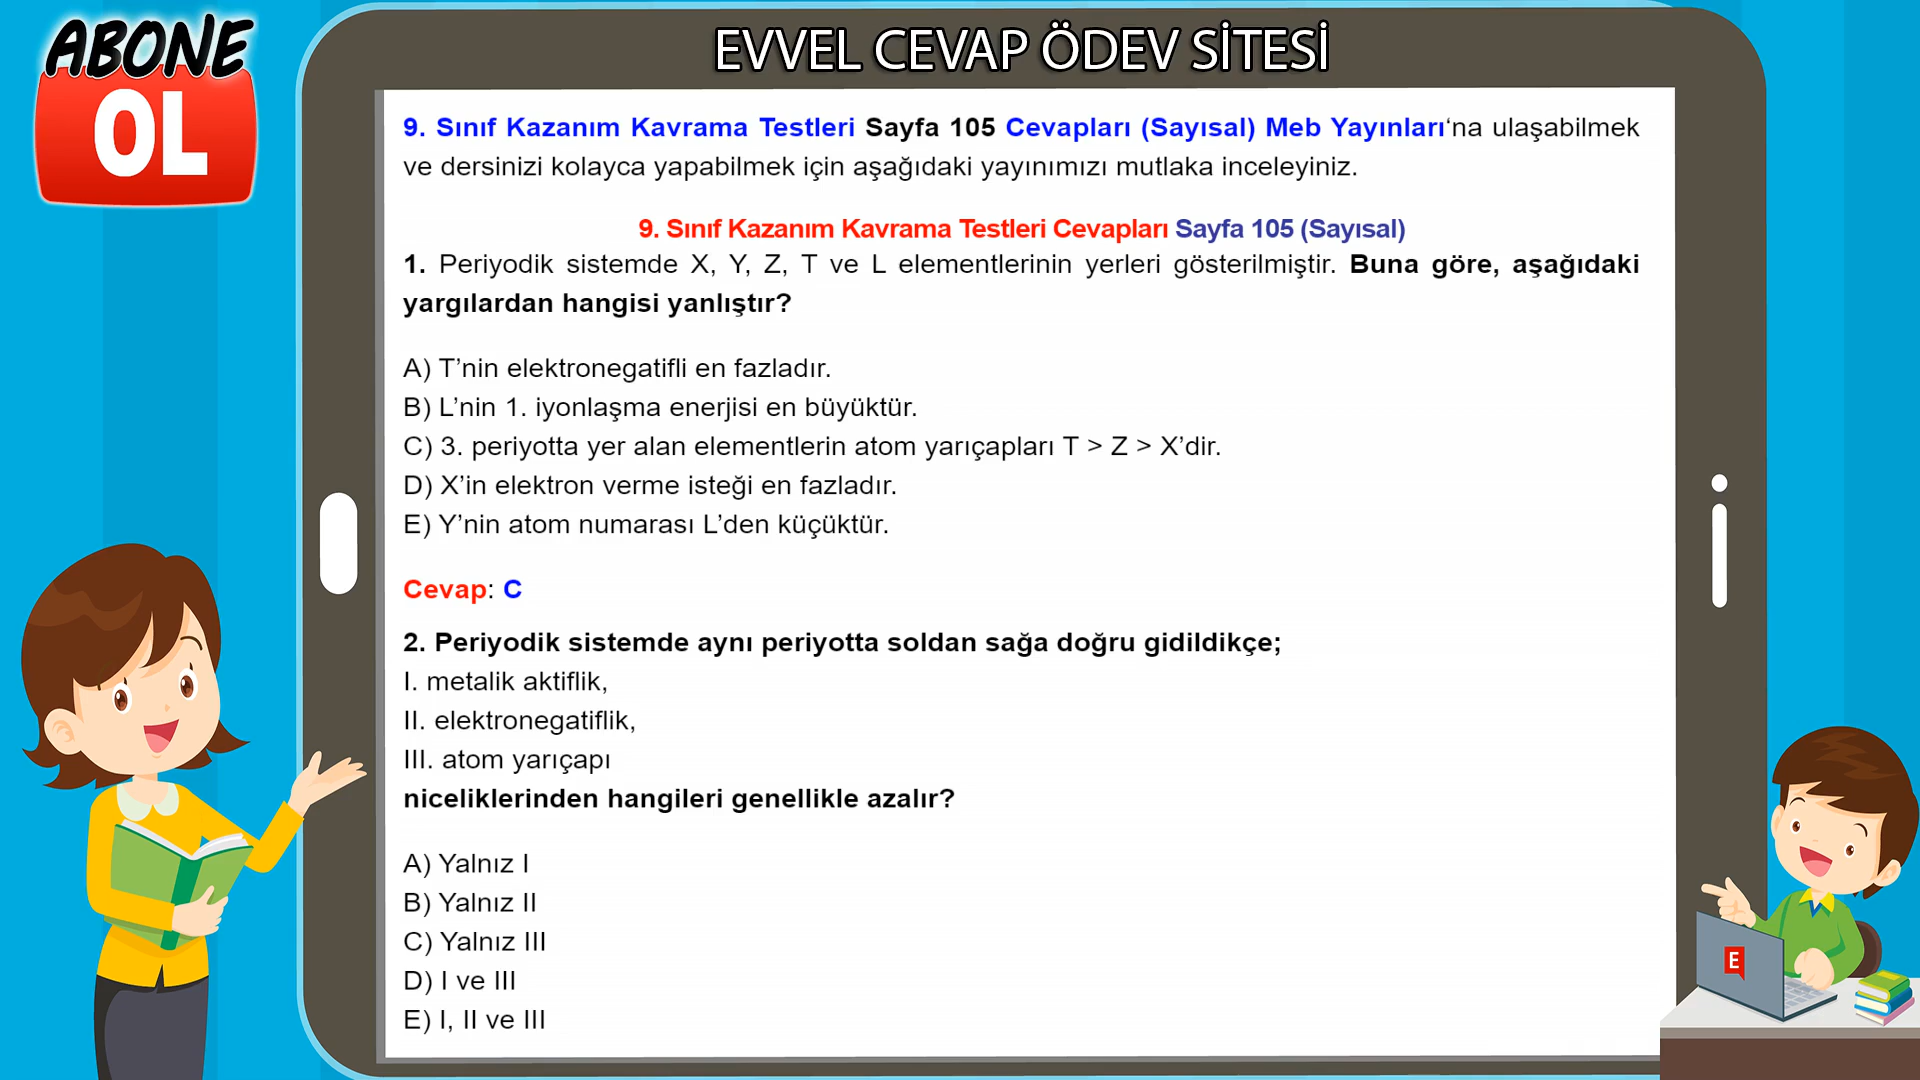 ABONE
OL
EVVEL CEVAP ÖDEV SİTESİ
9. Sınıf Kazanım Kavrama Testleri Sayfa 105 Cevapları (Sayısal) Meb Yayınları‘na ulaşabilmek
ve dersinizi kolayca yapabilmek için aşağıdaki yayınımızı mutlaka inceleyiniz.
9. Sınıf Kazanım Kavrama Testleri Cevapları Sayfa 105 (Sayısal)
1. Periyodik sistemde X, Y, Z, T ve L elementlerinin yerleri gösterilmiştir. Buna göre, aşağıdaki
yargılardan hangisi yanlıştır?
A) T’nin elektronegatifli en fazladır.
B) L’nin 1. iyonlaşma enerjisi en büyüktür.
C) 3. periyotta yer alan elementlerin atom yarıçapları T > Z > X’dir.
D) X’in elektron verme isteği en fazladır.
E) Y’nin atom numarası L’den küçüktür.
Cevap: C
2. Periyodik sistemde aynı periyotta soldan sağa doğru gidildikçe;
I. metalik aktiflik,
II. elektronegatiflik,
III. atom yarıçapı
niceliklerinden hangileri genellikle azalır?
A) Yalnız I
B) Yalnız II
C) Yalnız III
D) I ve III
E) I, II ve III
E